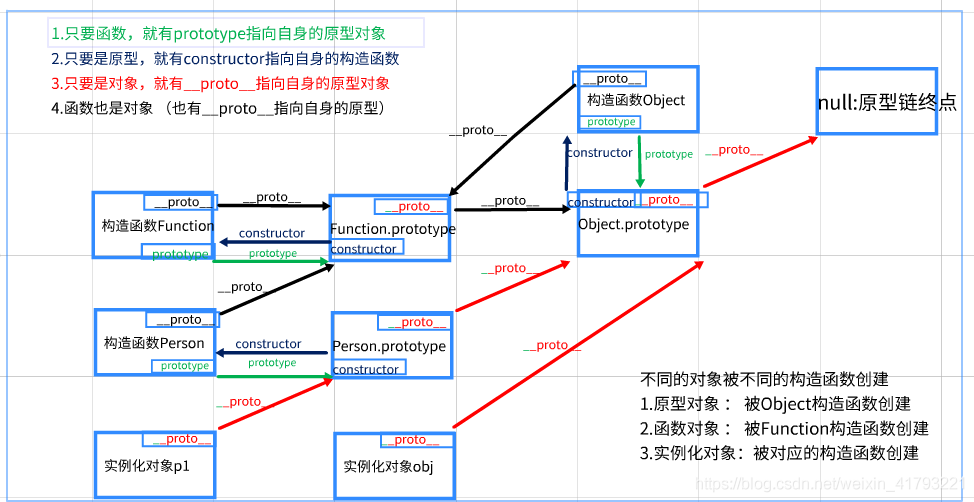 1.只要函数，就有prototype指向自身的原型对象
2.只要是原型，就有constructor指向自身的构造函数
3.只要是对象，就有__proto__指向自身的原型对象
4.函数也是对象 （也有__proto__指向自身的原型）
__proto__
构造函数Object
prototype
null:原型链终点
__proto__
constructor
prototype
__proto__
__proto__
构造函数Function
prototype
__proto__
constructor
prototype
__proto__
Function.prototype
constructor
__proto__
constructor
__proto__
Object.prototype
__proto__
__proto__
__proto__
构造函数Person
prototype
constructor
prototype
__proto__
Person.prototype
constructor
__proto__
__proto__
__proto__
实例化对象p1
__proto__
实例化对象obj
不同的对象被不同的构造函数创建
1.原型对象： 被Object构造函数创建
2.函数对象： 被Function构造函数创建
3.实例化对象：被对应的构造函数创建
https://blog.csdn.net/weixin_41793221